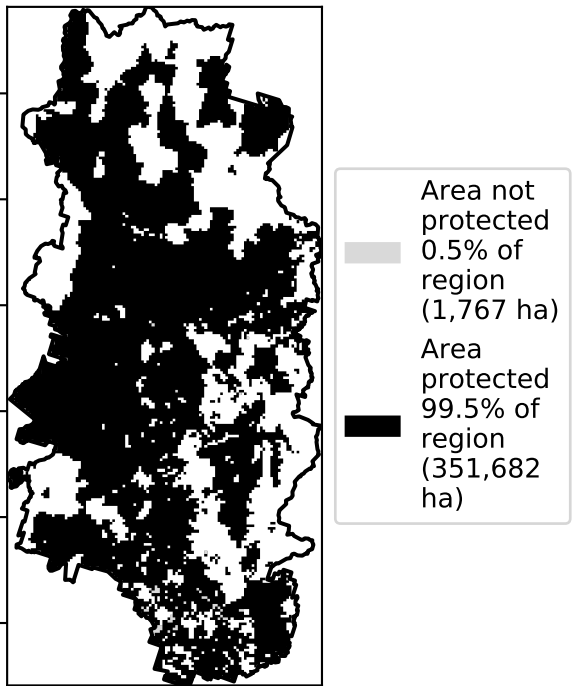 Area not
protected
0.5% of
region
(1,767 ha)
Area
protected
99.5% of
region
(351,682
ha)